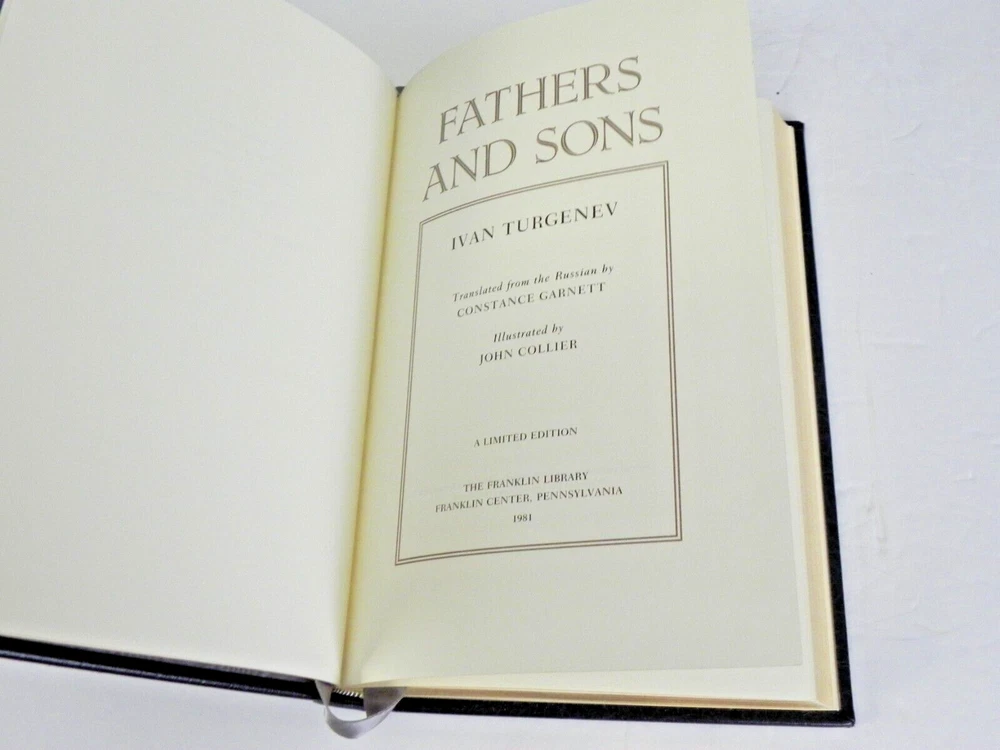 FATHERS
AND SONS
IVAN TURGENEV
Translated from the Russian by
CONSTANCE GARNETT
Illustrated by
JOHN COLLIER
A LIMITED EDITION
THE FRANKLIN LIBRARY
FRANKLIN CENTER, PENNSYLVANIA
1981